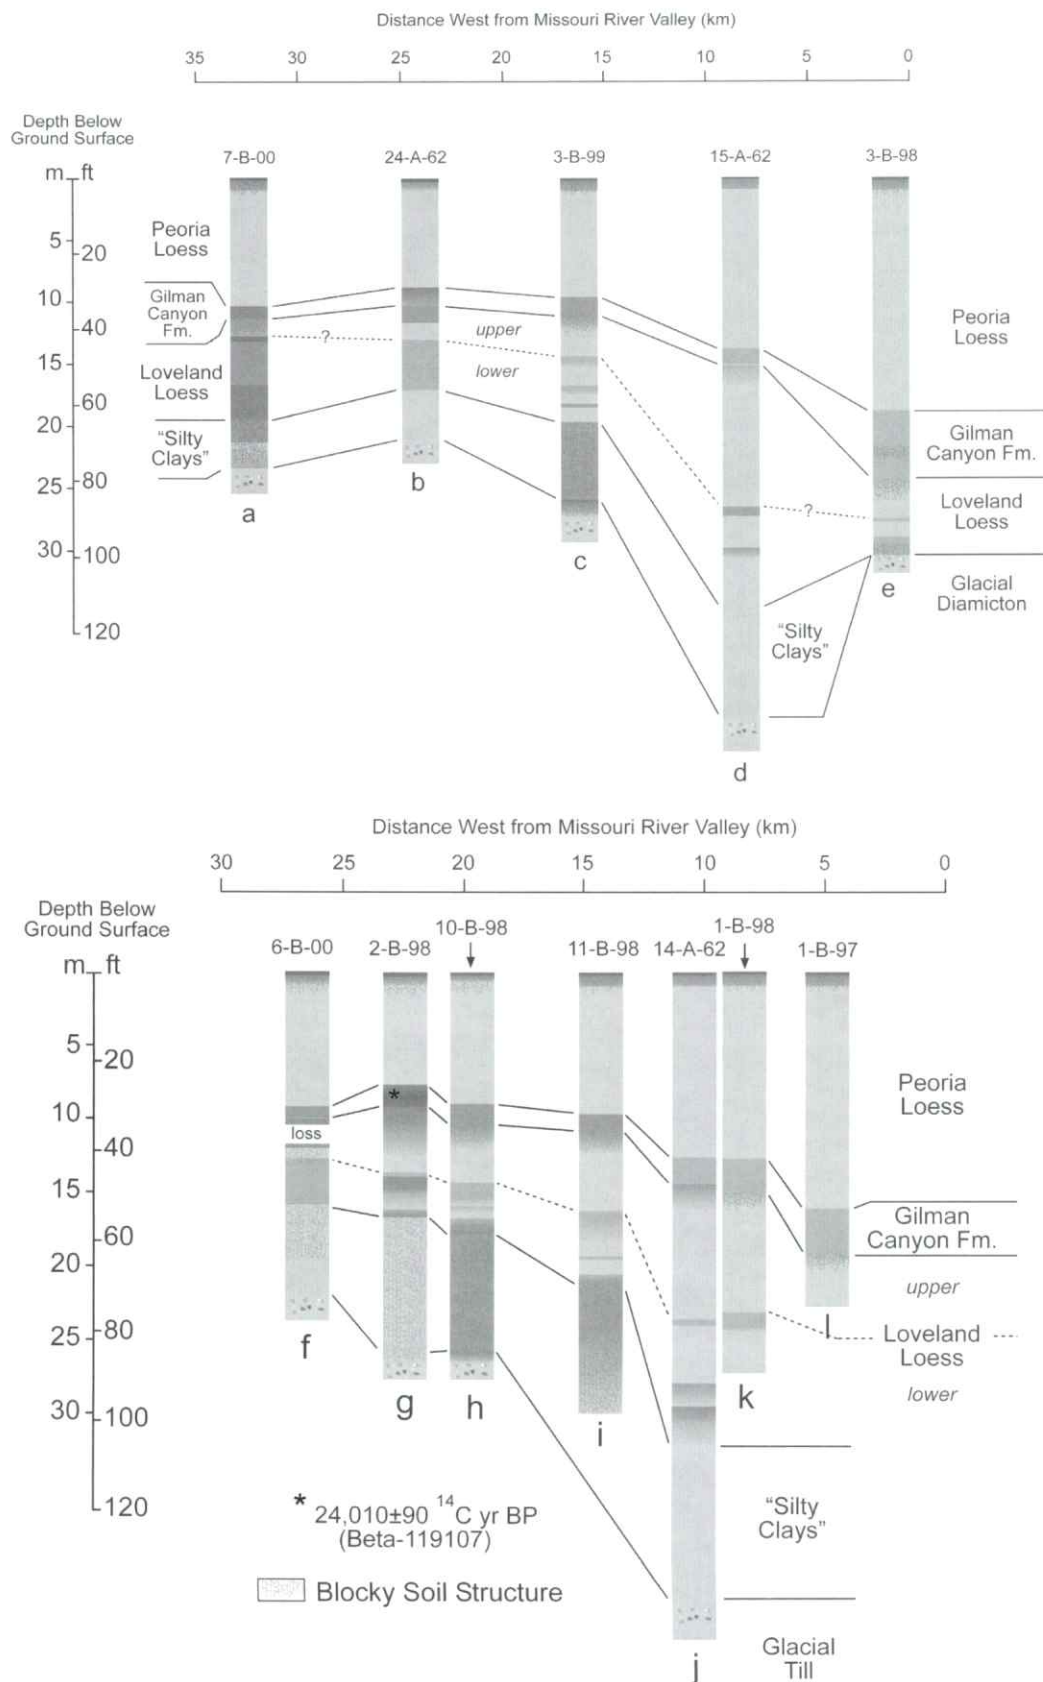 Distance West from Missouri River Valley (km)
35 30 25 20 15 10 5 0
Depth Below
Ground Surface
m ft
7-B-00 24-A-62 3-B-99 15-A-62 3-B-98
Peoria
Loess
5 20
10
Gilman
Canyon
Fm.
40
upper
?
15
Loveland
Loess
lower
60
20
"Silty
Clays"
80
25
30 100
120
Peoria
Loess
Gilman
Canyon Fm.
Loveland
Loess
?
Glacial
Diamicton
"Silty
Clays"
a
b
c
d
e
Distance West from Missouri River Valley (km)
30 25 20 15 10 5 0
Depth Below
Ground Surface
10-B-98 1-B-98
6-B-00 2-B-98 11-B-98 14-A-62 1-B-97
m ft
5 20
10
*
loss
40
15
60
20
80
25
30 100
120
Peoria
Loess
Gilman
Canyon Fm.
upper
Loveland
Loess
lower
"Silty
Clays"
Glacial
Till
f
g
h
i
j
k
l
* 24,010±90 14C yr BP
(Beta-119107)
Blocky Soil Structure